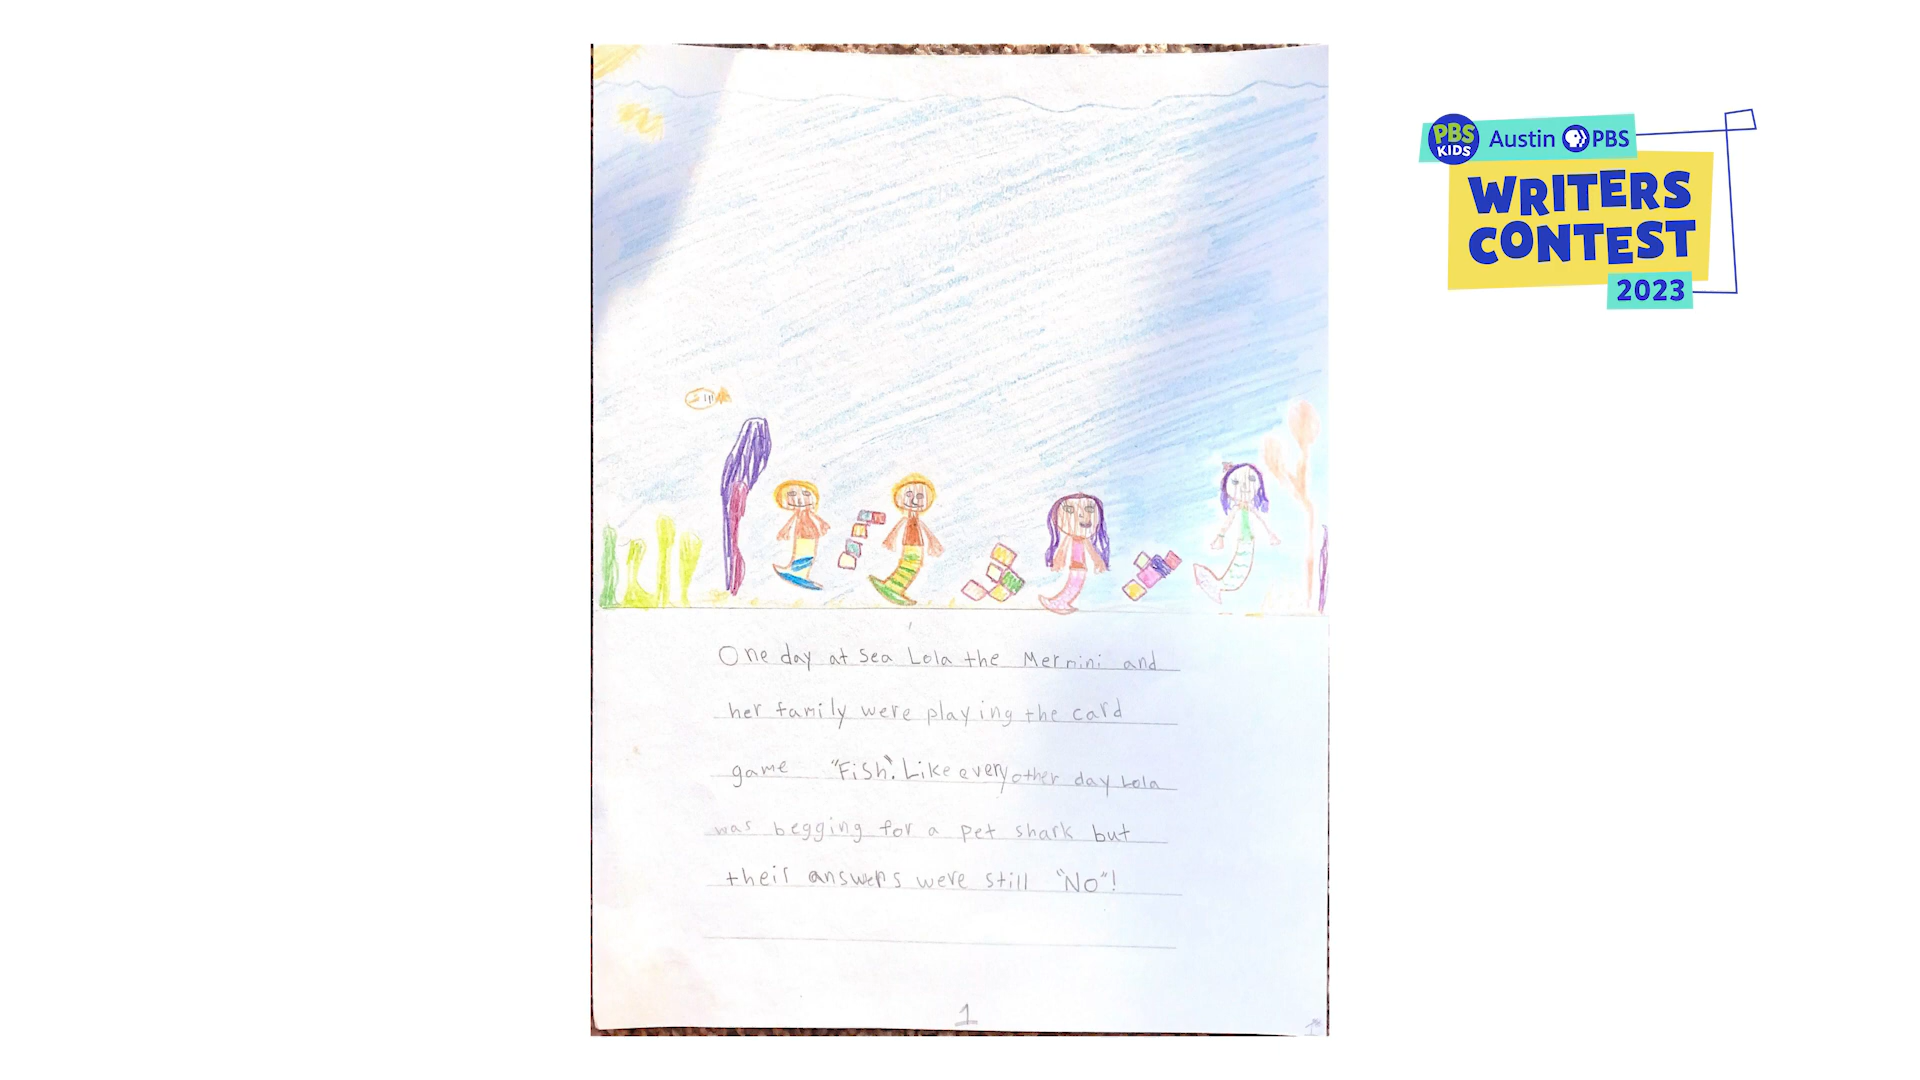 PBS KIDS
Austin PBS
WRITERS
CONTEST
2023
One day at sea Lola the Mermini and
her family were playing the card
game "Fish". Like every other day Lola
was begging for a pet shark but
their answers were still "No"!
1